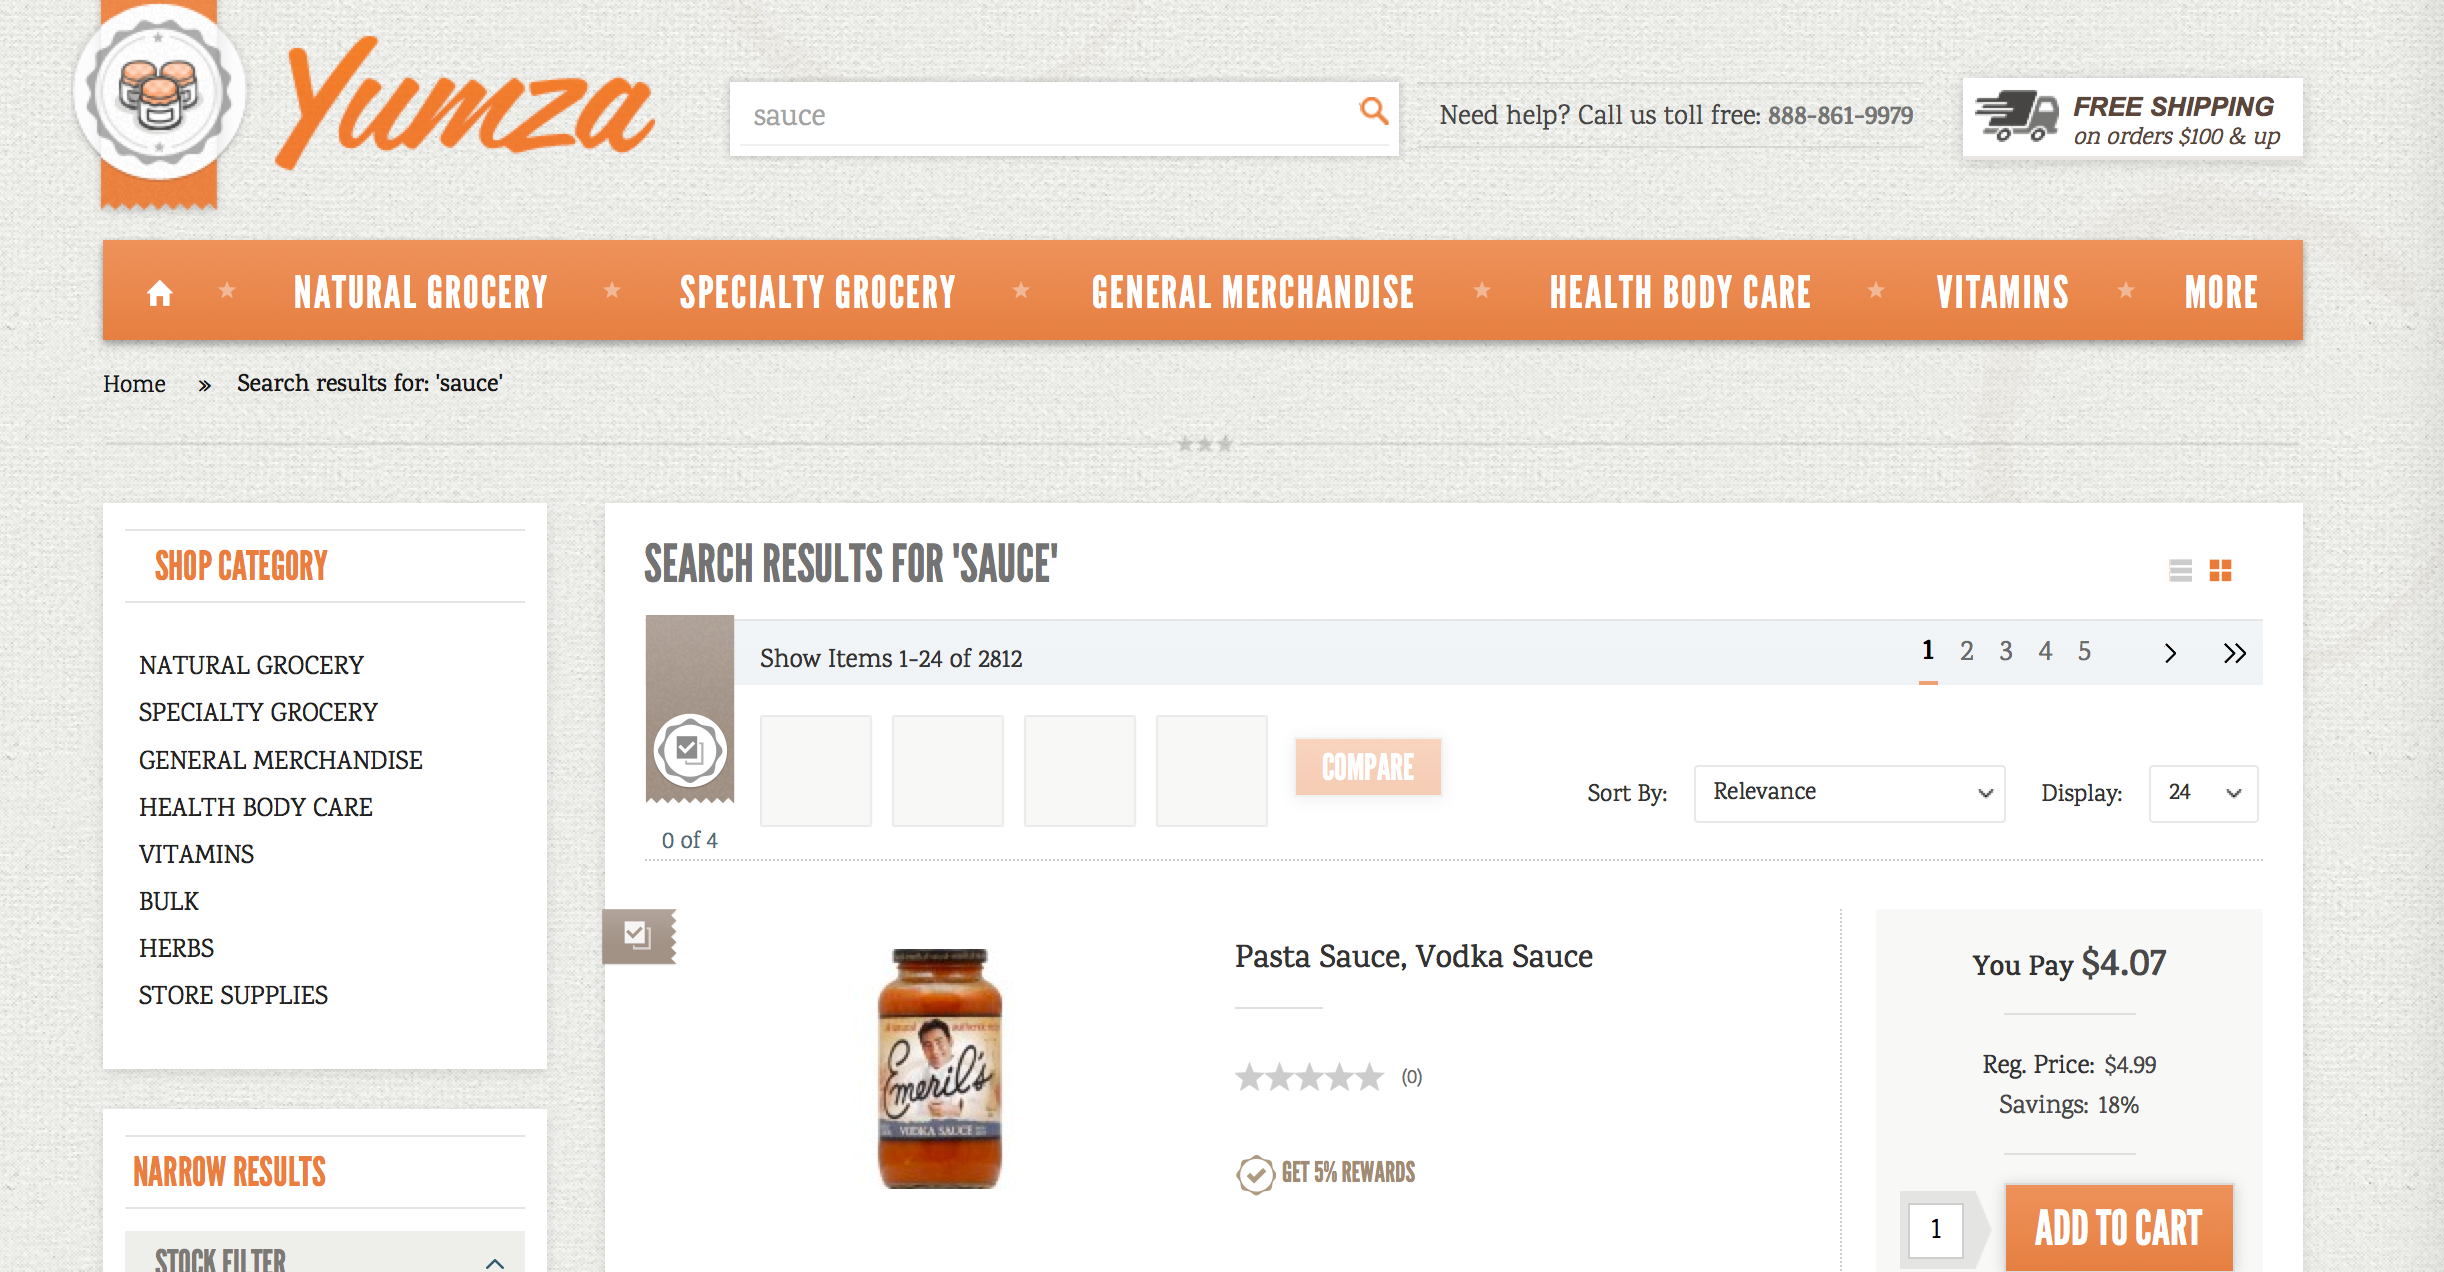 Yumza
sauce
Need help? Call us toll free: 888-861-9979
FREE SHIPPING
on orders $100 & up
NATURAL GROCERY
SPECIALTY GROCERY
GENERAL MERCHANDISE
HEALTH BODY CARE
VITAMINS
MORE
Home » Search results for: 'sauce'
SHOP CATEGORY
NATURAL GROCERY
SPECIALTY GROCERY
GENERAL MERCHANDISE
HEALTH BODY CARE
VITAMINS
BULK
HERBS
STORE SUPPLIES
NARROW RESULTS
STOCK FILTER
SEARCH RESULTS FOR 'SAUCE'
Show Items 1-24 of 2812
1 2 3 4 5
COMPARE
0 of 4
Sort By: Relevance
Display: 24
Emeril's
VODKA SAUCE
Pasta Sauce, Vodka Sauce
(0)
GET 5% REWARDS
You Pay $4.07
Reg. Price: $4.99
Savings: 18%
1
ADD TO CART